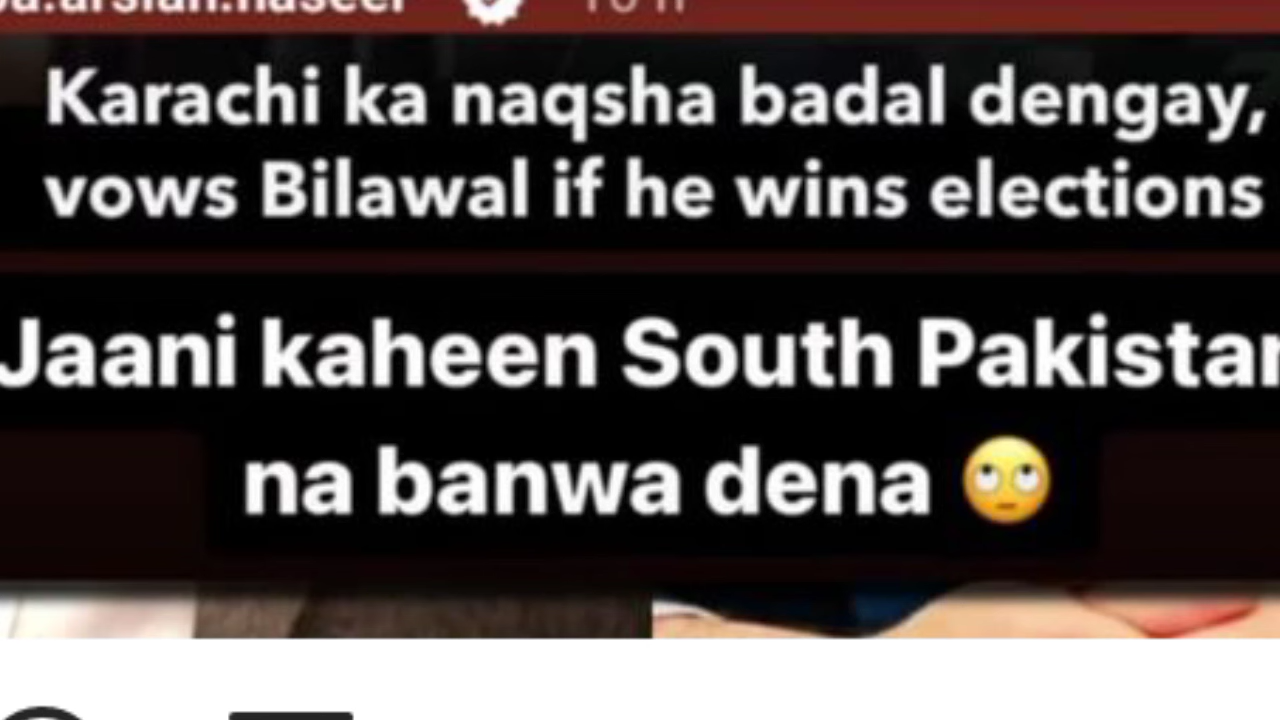 Karachi ka naqsha badal dengay,
vows Bilawal if he wins elections
Jaani kaheen South Pakistan
na banwa dena 🙄